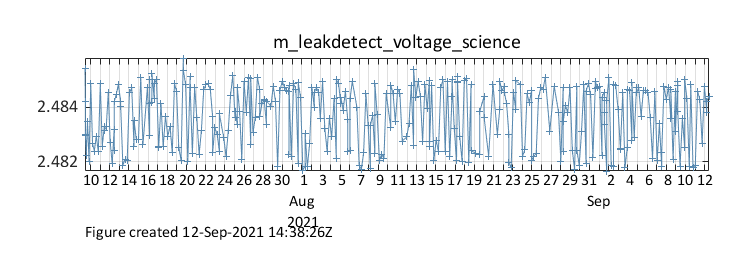 m_leakdetect_voltage_science
2.484
2.482
10 12 14 16 18 20 22 24 26 28 30 1 3 5 7 9 11 13 15 17 19 21 23 25 27 29 31 2 4 6 8 10 12
Aug Sep
2021
Figure created 12-Sep-2021 14:38:26Z